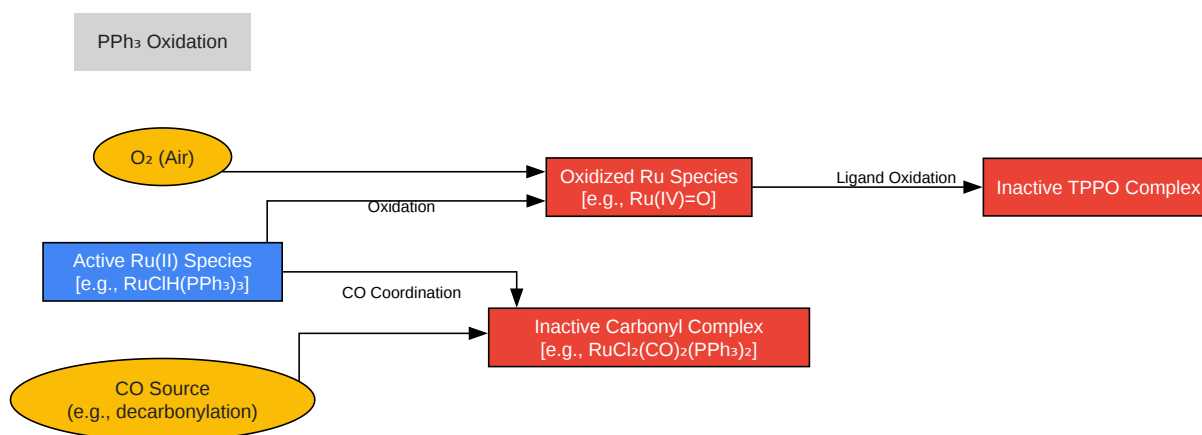 PPh₃ Oxidation
O₂ (Air)
Oxidized Ru Species
[e.g., Ru(IV)=O]
Ligand Oxidation
Inactive TPPO Complex
Oxidation
Active Ru(II) Species
[e.g., RuClH(PPh₃)₃]
CO Coordination
Inactive Carbonyl Complex
[e.g., RuCl₂(CO)₂(PPh₃)₂]
CO Source
(e.g., decarbonylation)